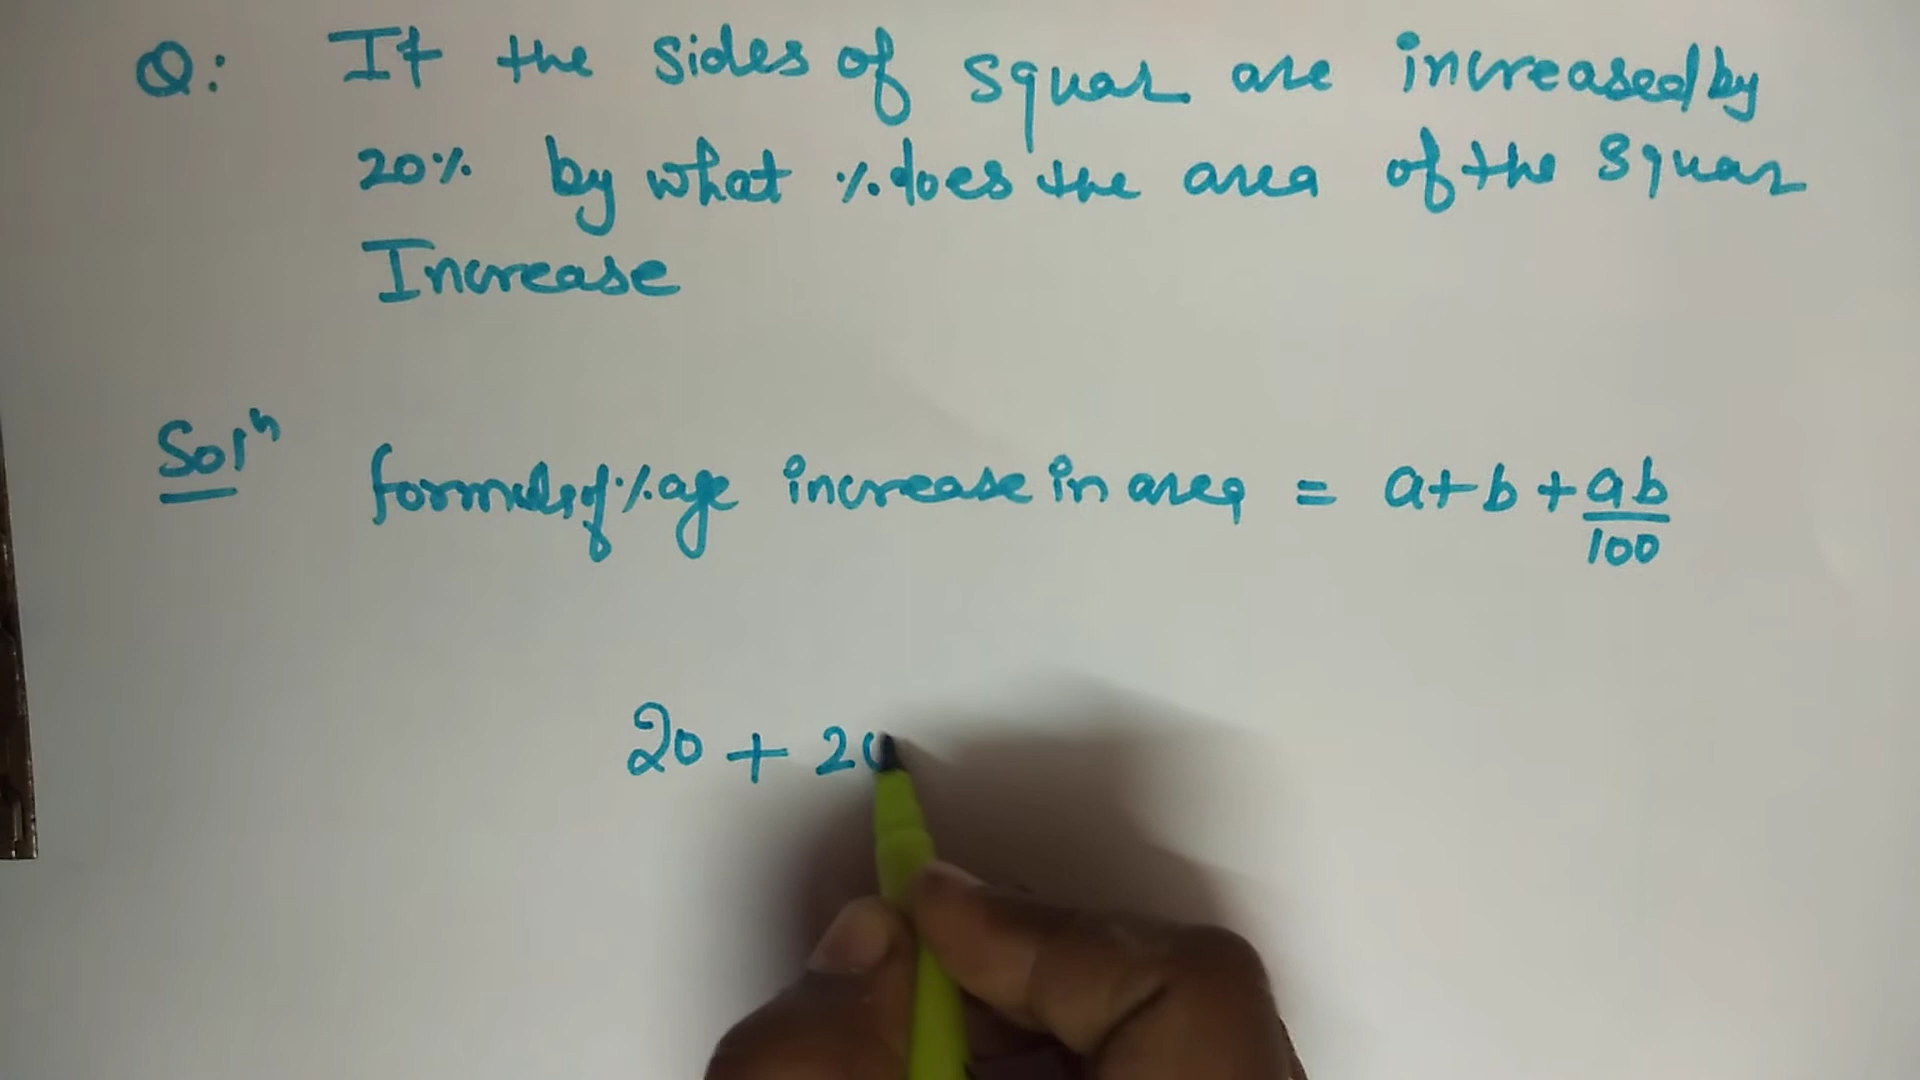 Q: If the sides of squar are increased by
20% by what % does the area of the squar
Increase
Solⁿ formula of %age increase in area = a+b+ab/100
20 + 20